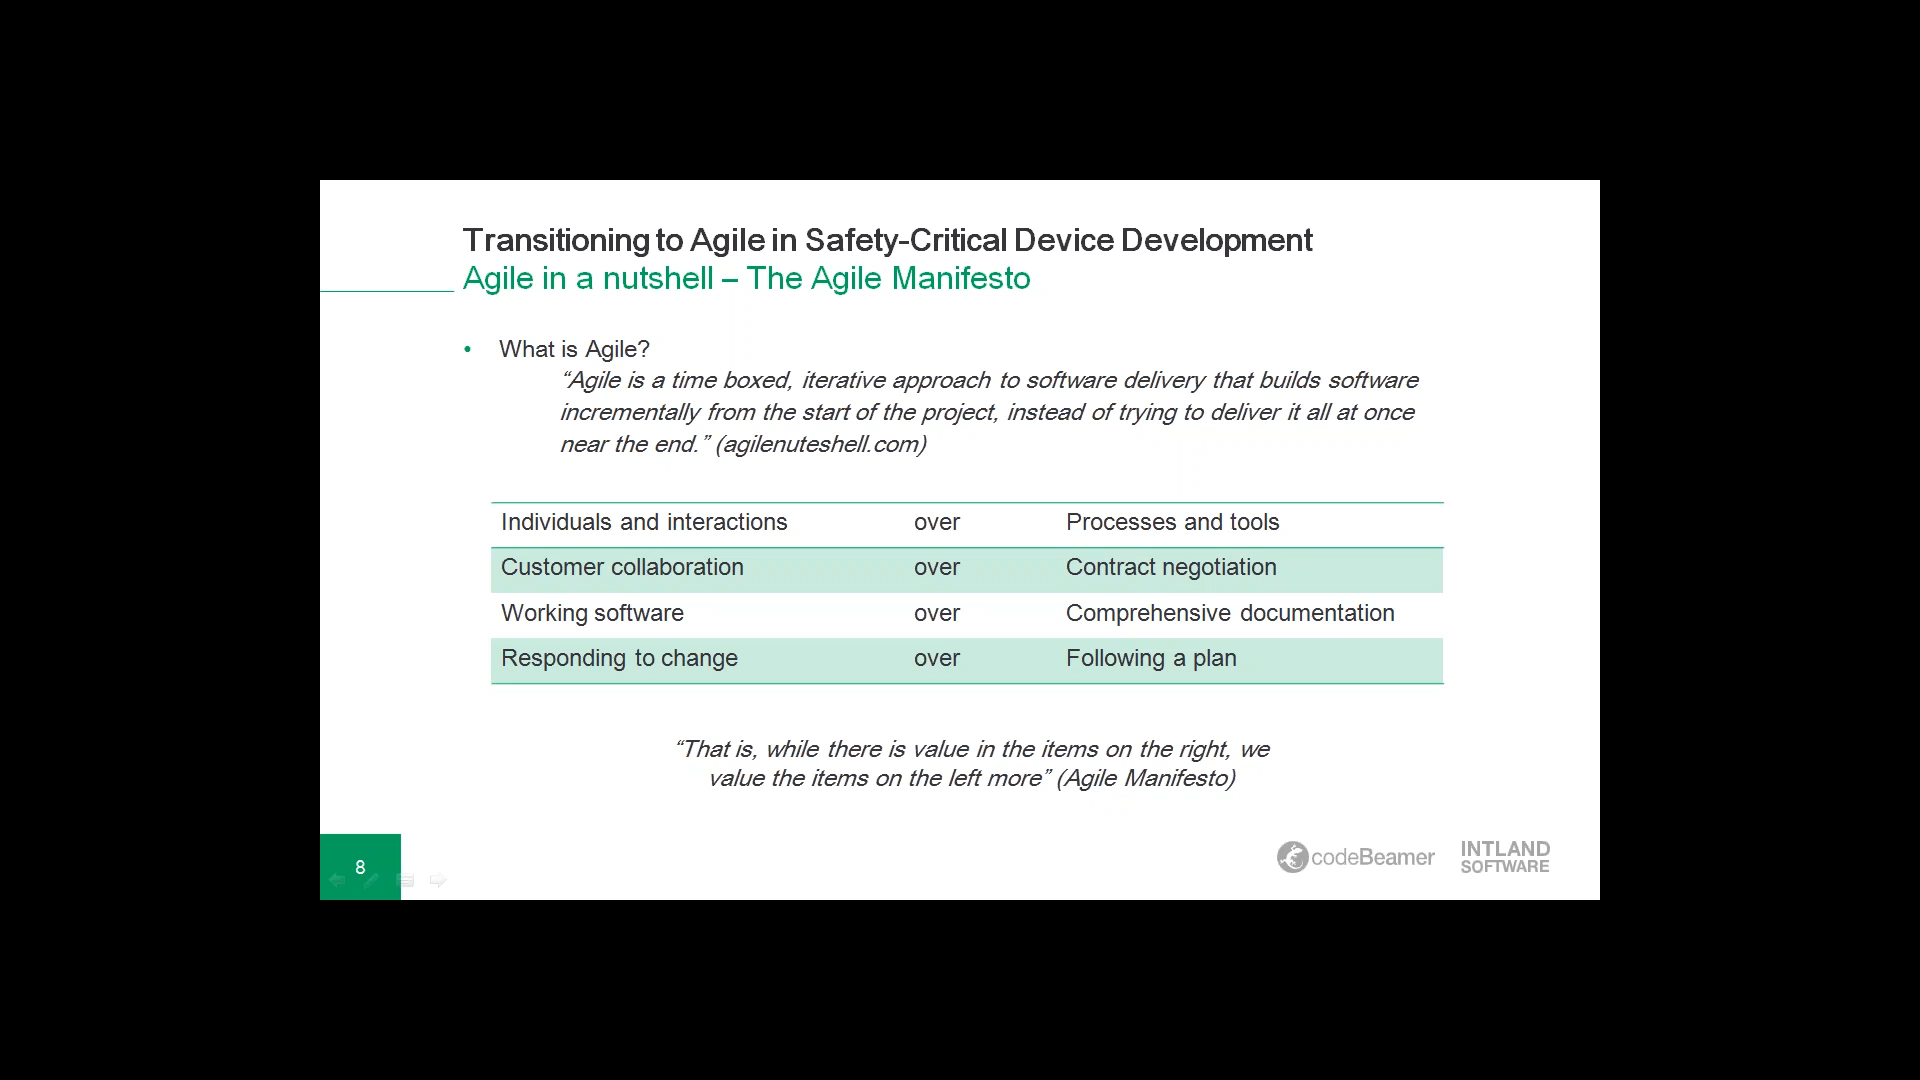 Transitioning to Agile in Safety-Critical Device Development
Agile in a nutshell – The Agile Manifesto
• What is Agile?
“Agile is a time boxed, iterative approach to software delivery that builds software
incrementally from the start of the project, instead of trying to deliver it all at once
near the end.” (agilenuteshell.com)
Individuals and interactions over Processes and tools
Customer collaboration over Contract negotiation
Working software over Comprehensive documentation
Responding to change over Following a plan
“That is, while there is value in the items on the right, we
value the items on the left more” (Agile Manifesto)
8
codeBeamer
INTLAND
SOFTWARE